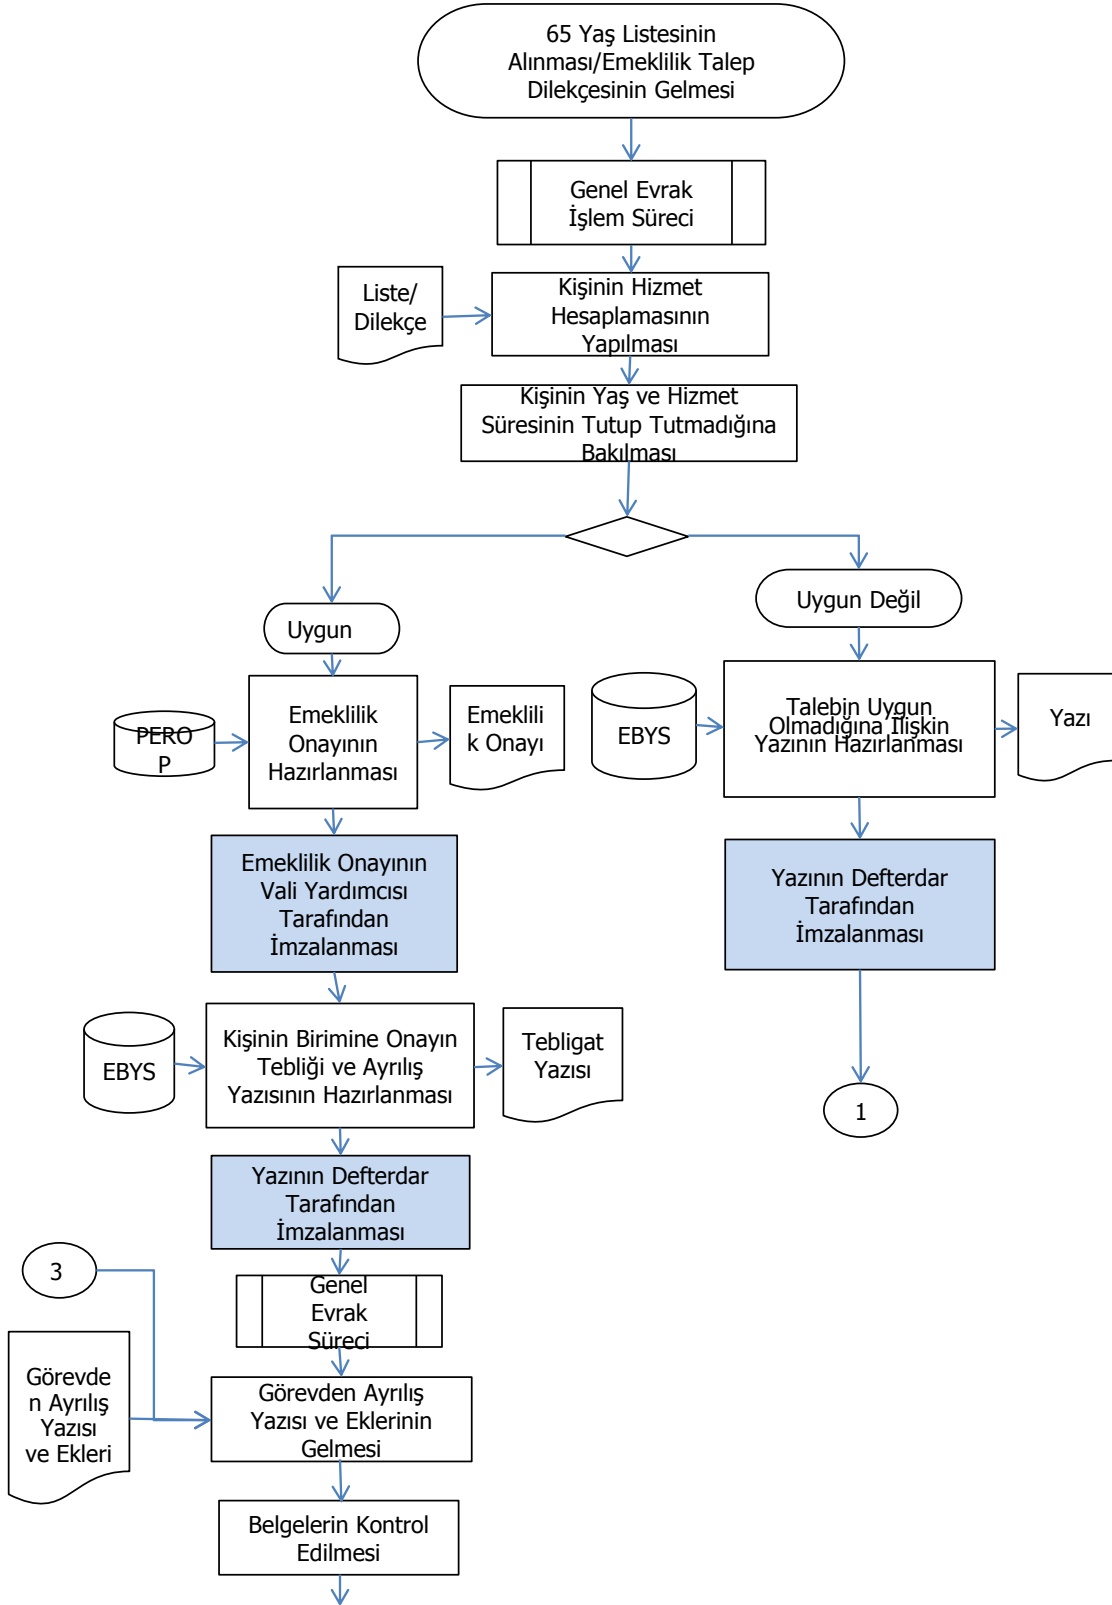 65 Yaş Listesinin
Alınması/Emeklilik Talep
Dilekçesinin Gelmesi
Genel Evrak
İşlem Süreci
Liste/
Dilekçe
Kişinin Hizmet
Hesaplamasının
Yapılması
Kişinin Yaş ve Hizmet
Süresinin Tutup Tutmadığına
Bakılması
Uygun
Uygun Değil
PERO
P
Emeklilik
Onayının
Hazırlanması
Emeklili
k Onayı
EBYS
Talebin Uygun
Olmadığına İlişkin
Yazının Hazırlanması
Yazı
Emeklilik Onayının
Vali Yardımcısı
Tarafından
İmzalanması
Yazının Defterdar
Tarafından
İmzalanması
EBYS
Kişinin Birimine Onayın
Tebliği ve Ayrılış
Yazısının Hazırlanması
Tebligat
Yazısı
1
Yazının Defterdar
Tarafından
İmzalanması
3
Genel
Evrak
Süreci
Görevde
n Ayrılış
Yazısı
ve Ekleri
Görevden Ayrılış
Yazısı ve Eklerinin
Gelmesi
Belgelerin Kontrol
Edilmesi